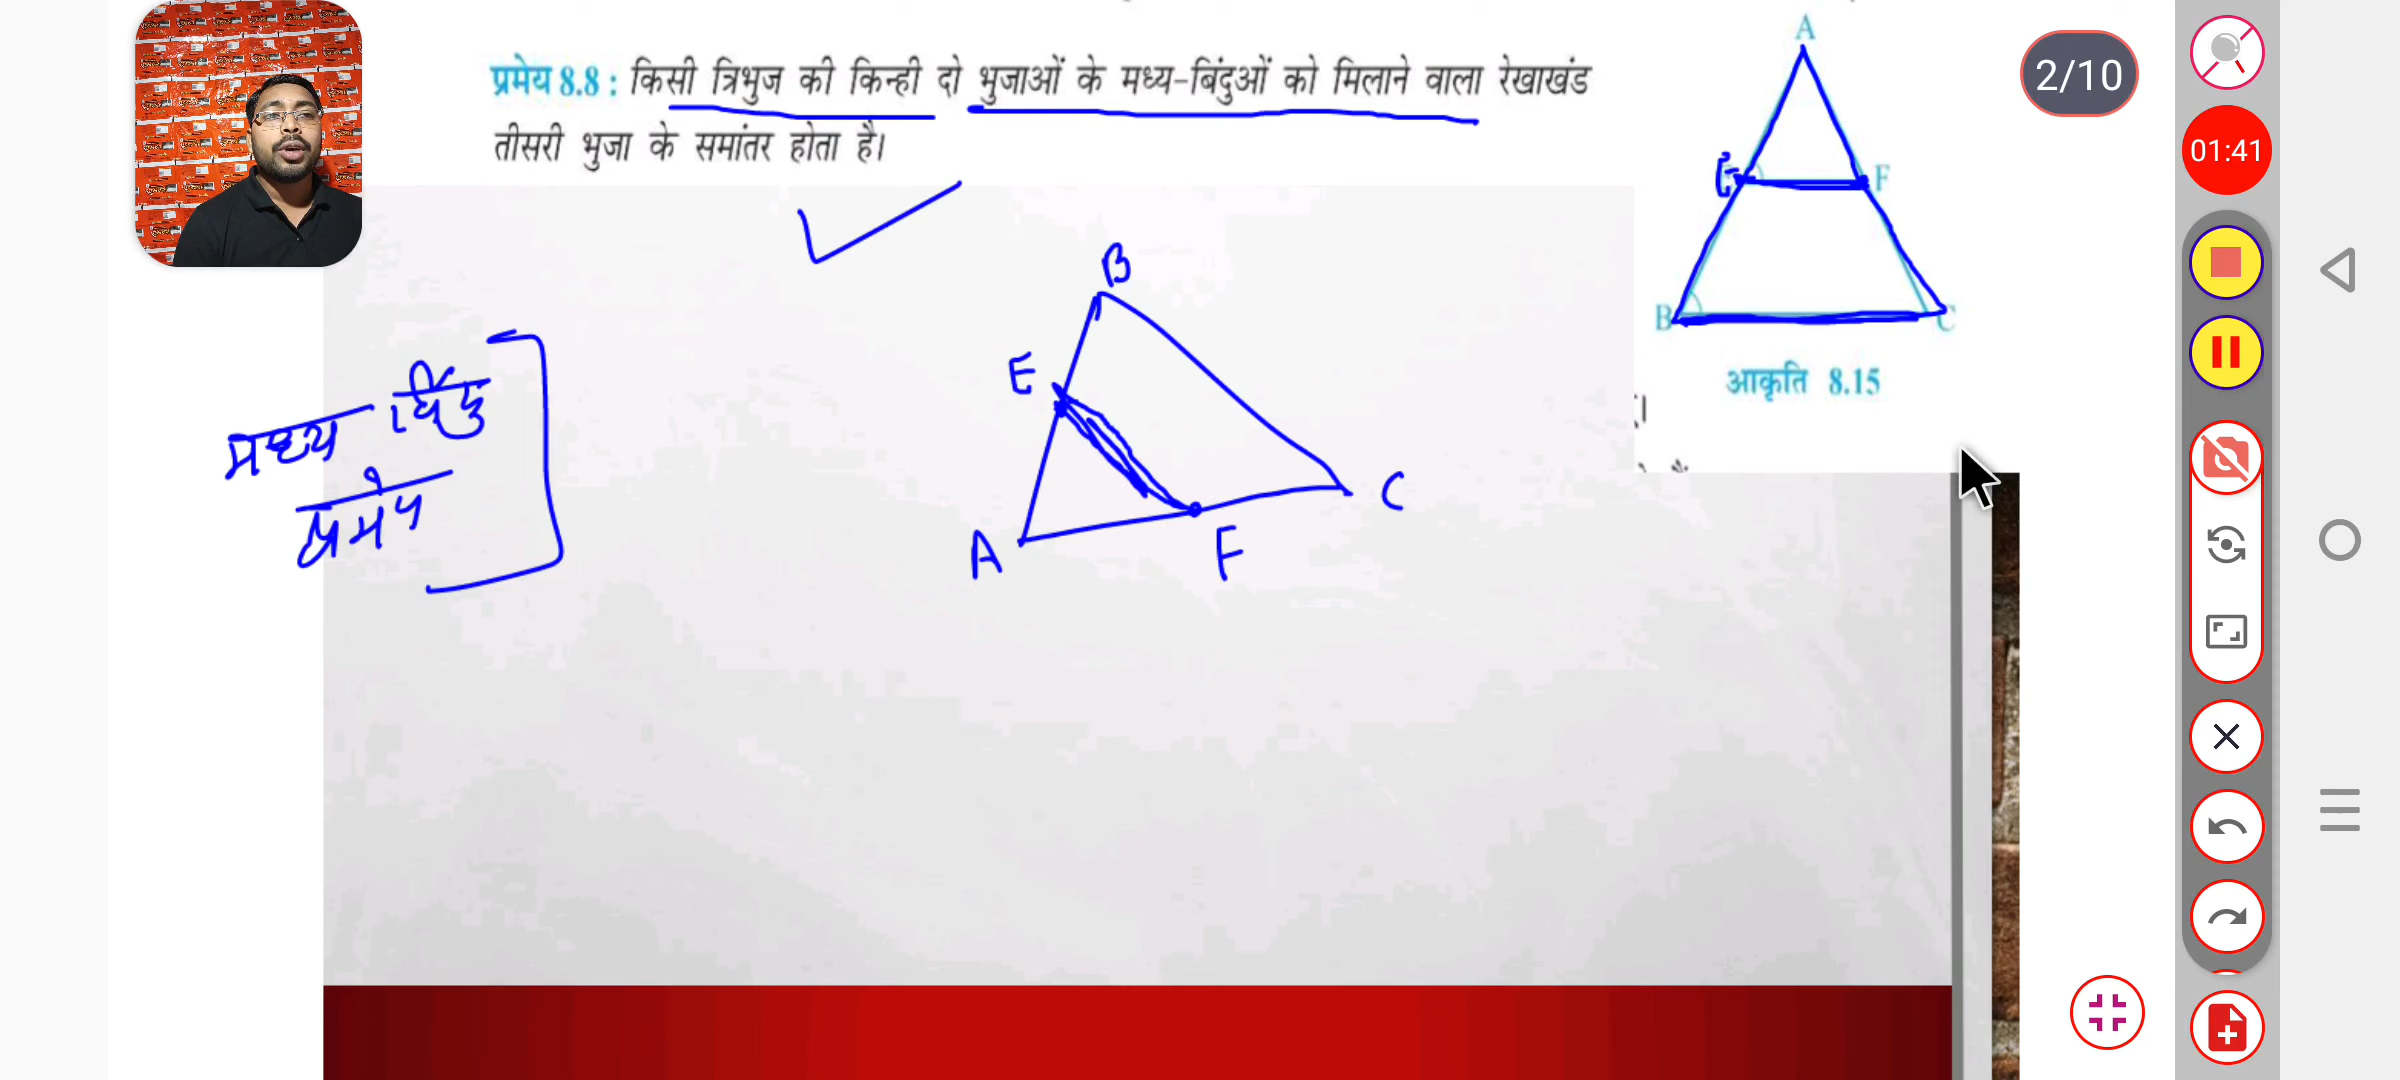 प्रमेय 8.8 : किसी त्रिभुज की किन्ही दो भुजाओं के मध्य-बिंदुओं को मिलाने वाला रेखाखंड
तीसरी भुजा के समांतर होता है।
2/10
01:41
A
E
F
B
C
आकृति 8.15
B
E
C
A
F
मध्य बिंदु
प्रमेय